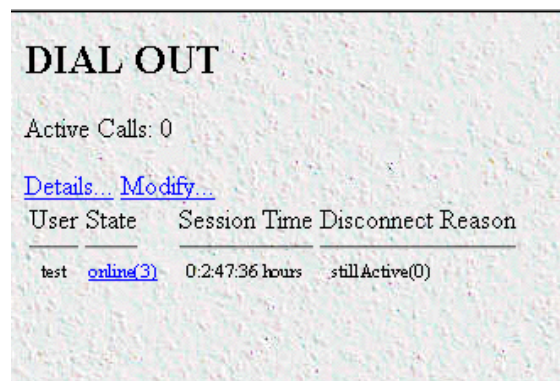 DIAL OUT
Active Calls: 0
Details... Modify...
User State Session Time Disconnect Reason
test online(3) 0:2:47:36 hours stillActive(0)